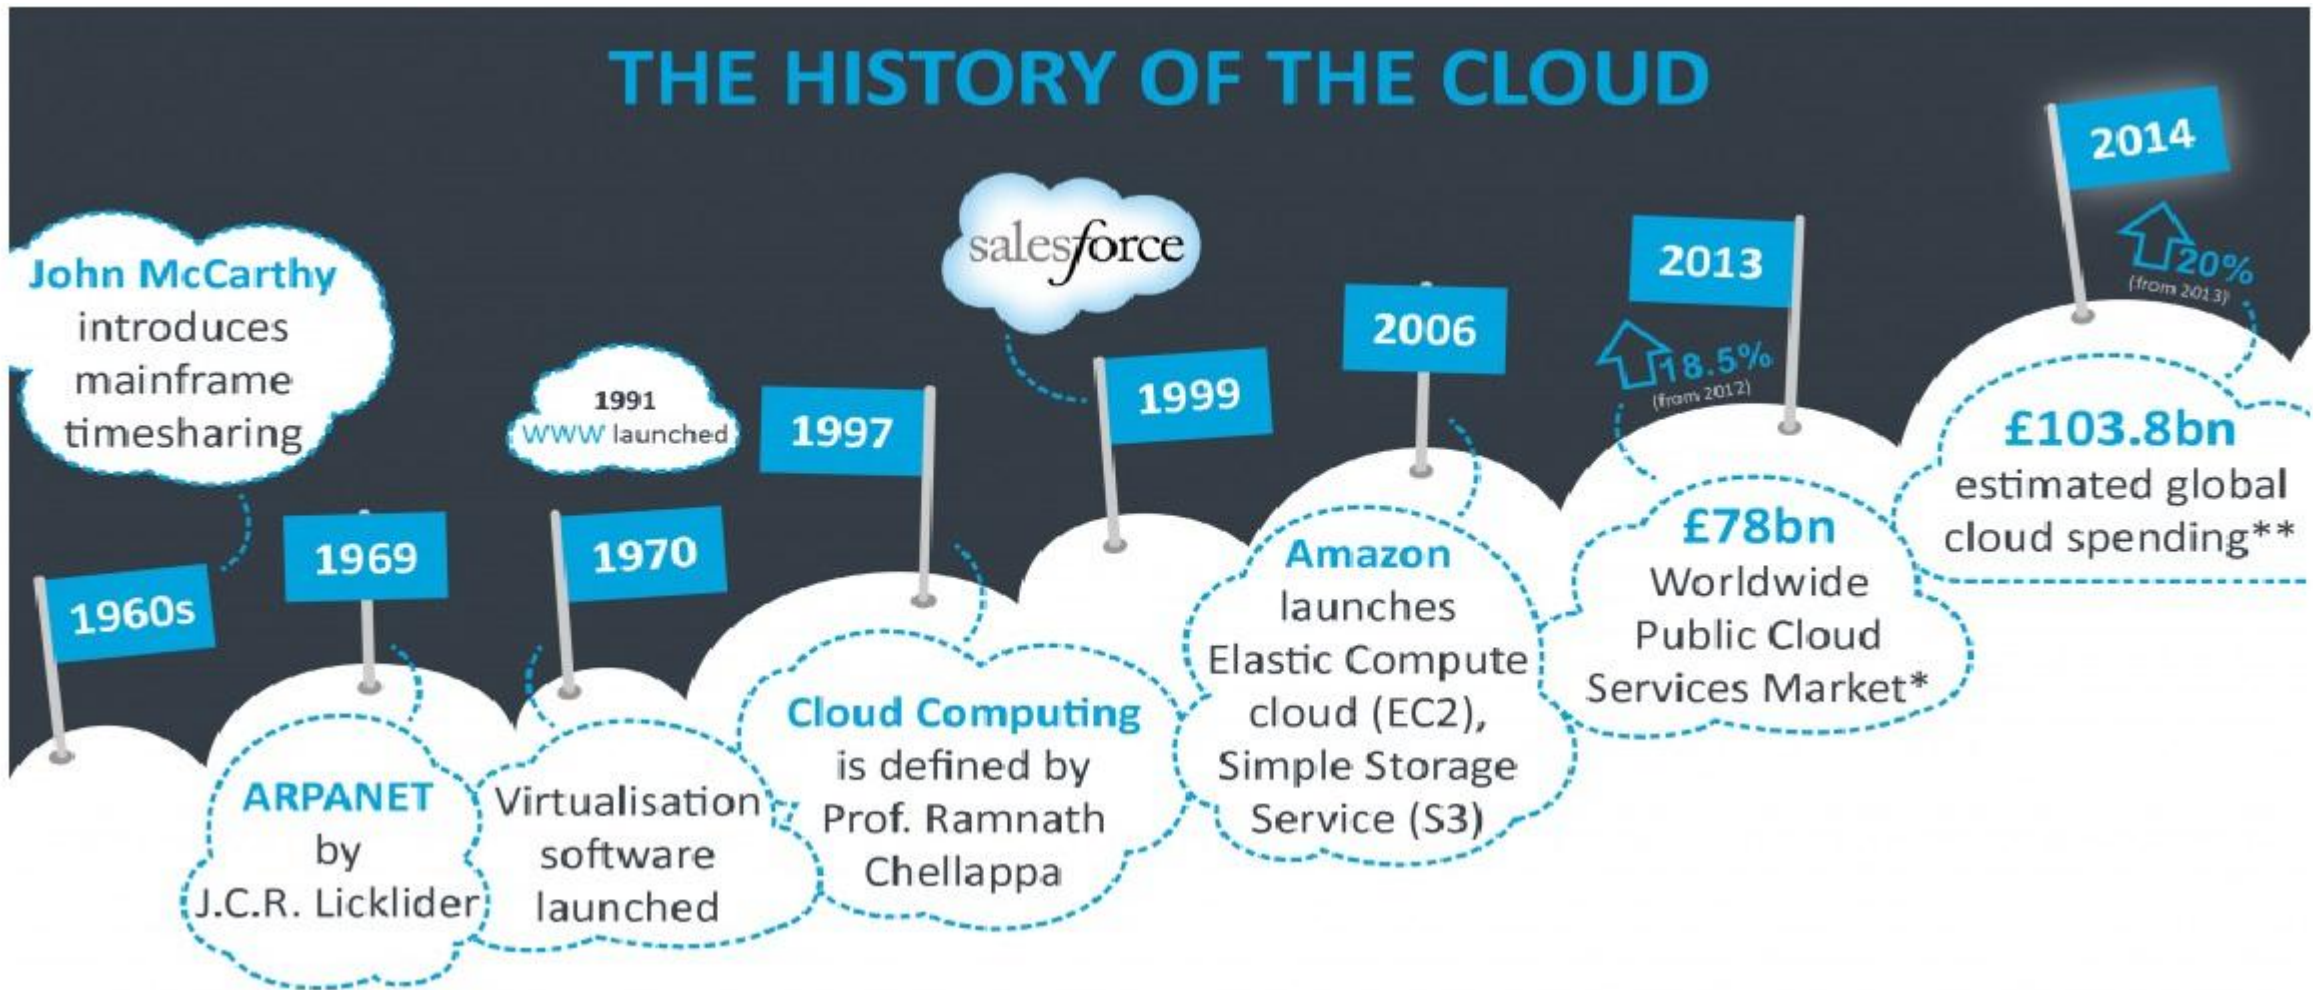 THE HISTORY OF THE CLOUD
John McCarthy
introduces
mainframe
timesharing
1960s
1969
ARPANET
by
J.C.R. Licklider
1991
WWW launched
1970
Virtualisation
software
launched
1997
Cloud Computing
is defined by
Prof. Ramnath
Chellappa
salesforce
1999
2006
Amazon
launches
Elastic Compute
cloud (EC2),
Simple Storage
Service (S3)
2013
18.5%
(from 2012)
£78bn
Worldwide
Public Cloud
Services Market*
2014
20%
(from 2013)
£103.8bn
estimated global
cloud spending**